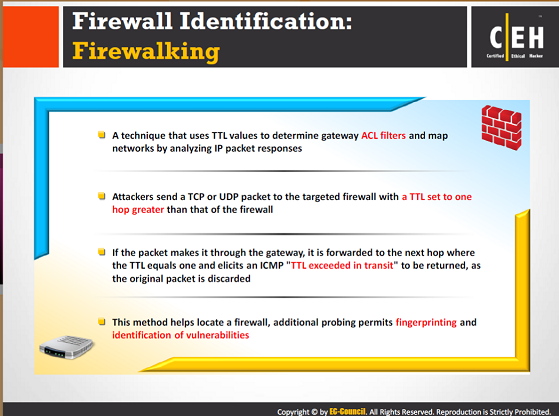 Firewall Identification:
Firewalking
CEH
Certified Ethical Hacker
A technique that uses TTL values to determine gateway ACL filters and map
networks by analyzing IP packet responses
Attackers send a TCP or UDP packet to the targeted firewall with a TTL set to one
hop greater than that of the firewall
If the packet makes it through the gateway, it is forwarded to the next hop where
the TTL equals one and elicits an ICMP "TTL exceeded in transit" to be returned, as
the original packet is discarded
This method helps locate a firewall, additional probing permits fingerprinting and
identification of vulnerabilities
Copyright © by EC-Council. All Rights Reserved. Reproduction is Strictly Prohibited.